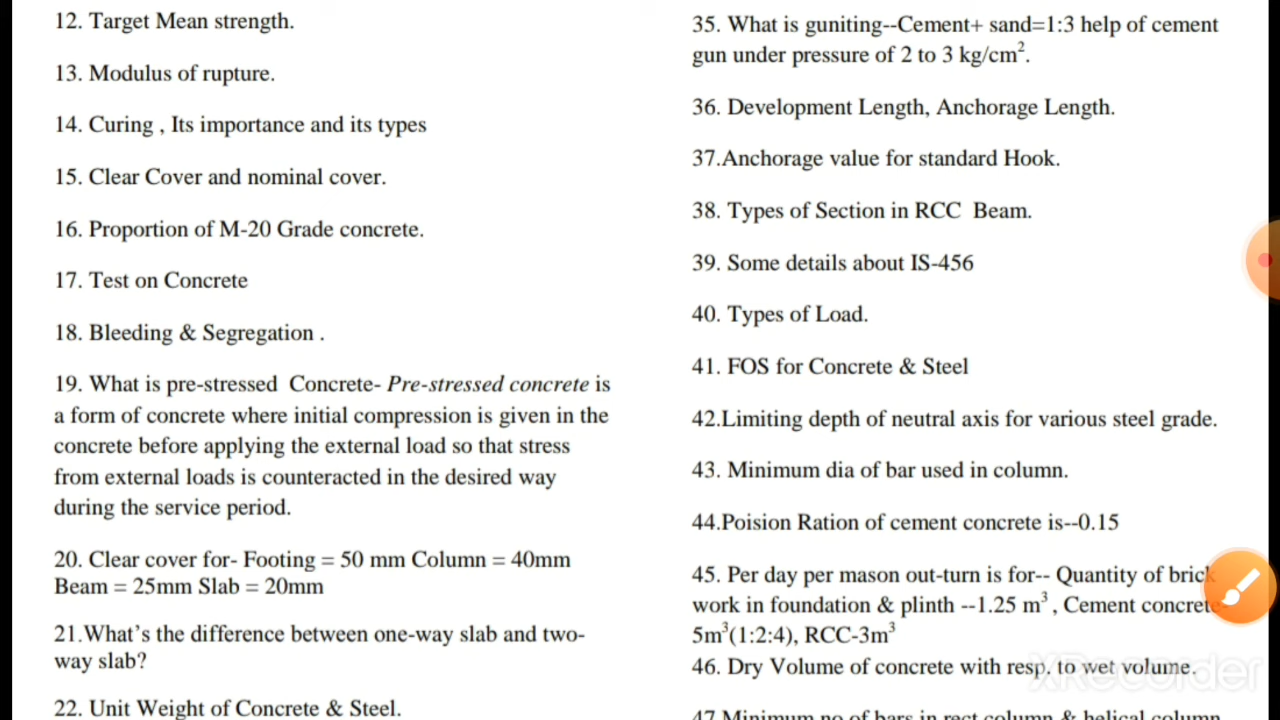 12. Target Mean strength.
13. Modulus of rupture.
14. Curing , Its importance and its types
15. Clear Cover and nominal cover.
16. Proportion of M-20 Grade concrete.
17. Test on Concrete
18. Bleeding & Segregation .
19. What is pre-stressed Concrete- Pre-stressed concrete is
a form of concrete where initial compression is given in the
concrete before applying the external load so that stress
from external loads is counteracted in the desired way
during the service period.
20. Clear cover for- Footing = 50 mm Column = 40mm
Beam = 25mm Slab = 20mm
21.What’s the difference between one-way slab and two-
way slab?
22. Unit Weight of Concrete & Steel.
35. What is guniting--Cement+ sand=1:3 help of cement
gun under pressure of 2 to 3 kg/cm².
36. Development Length, Anchorage Length.
37.Anchorage value for standard Hook.
38. Types of Section in RCC Beam.
39. Some details about IS-456
40. Types of Load.
41. FOS for Concrete & Steel
42.Limiting depth of neutral axis for various steel grade.
43. Minimum dia of bar used in column.
44.Poision Ration of cement concrete is--0.15
45. Per day per mason out-turn is for-- Quantity of brick
work in foundation & plinth --1.25 m³ , Cement concrete-
5m³(1:2:4), RCC-3m³
46. Dry Volume of concrete with resp. to wet volume.
47 Minimum no of bars in rect column & helical column
XRecorder